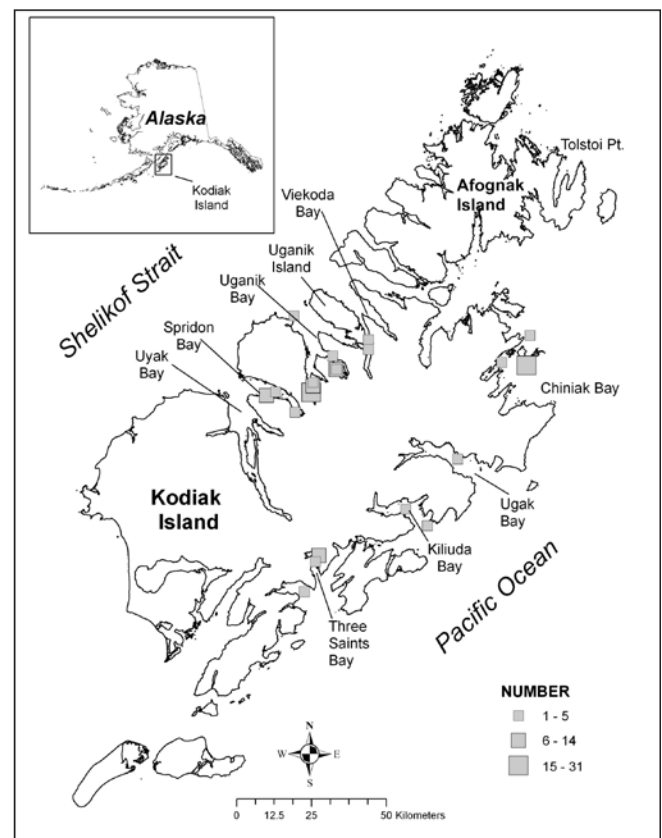 Alaska
Kodiak
Island
Tolstoi Pt.
Afognak
Island
Viekoda
Bay
Uganik
Island
Uganik
Bay
Shelikof Strait
Spridon
Bay
Uyak
Bay
Chiniak Bay
Kodiak
Island
Ugak
Bay
Kiliuda
Bay
Pacific Ocean
Three
Saints
Bay
NUMBER
1 - 5
6 - 14
15 - 31
N
W E
S
0 12.5 25 50 Kilometers